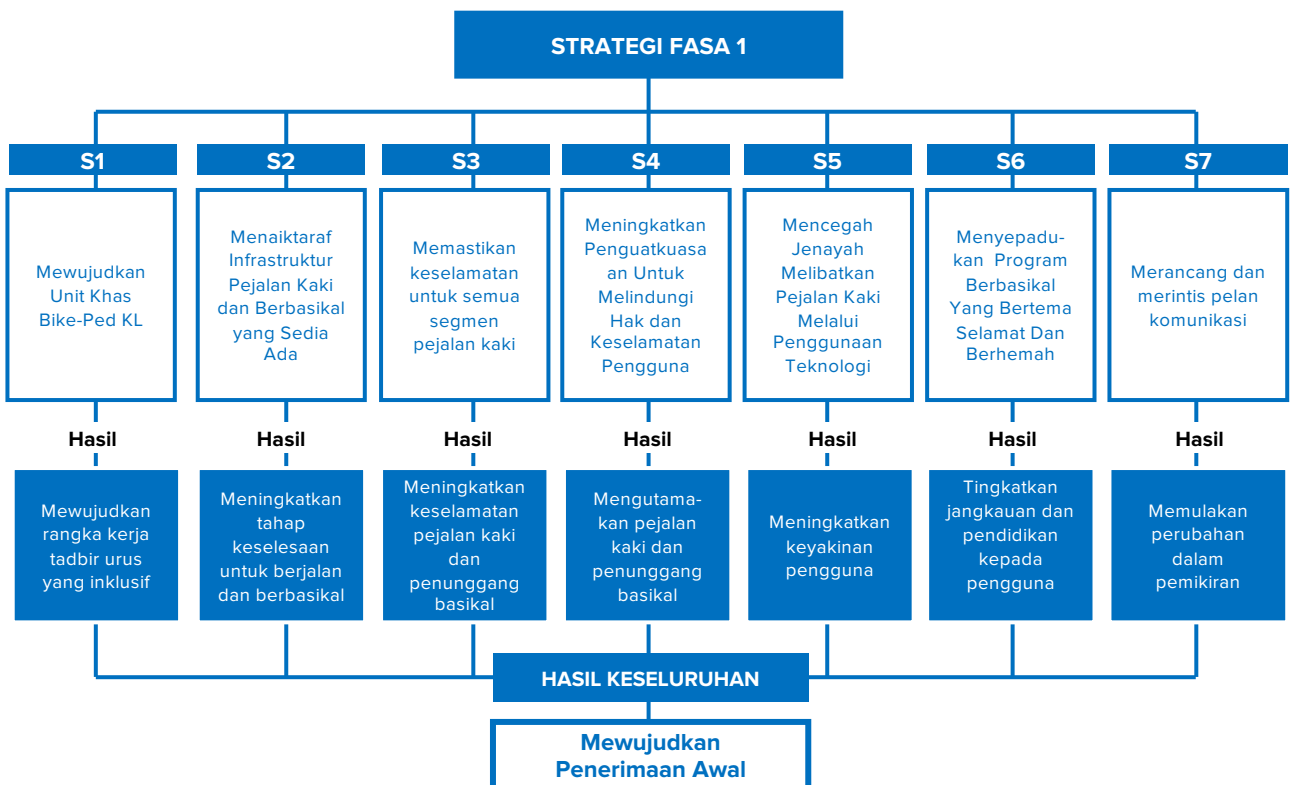 STRATEGI FASA 1
S1
S2
S3
S4
S5
S6
S7
Mewujudkan
Unit Khas
Bike-Ped KL
Menaiktaraf
Infrastruktur
Pejalan Kaki
dan Berbasikal
yang Sedia
Ada
Memastikan
keselamatan
untuk semua
segmen
pejalan kaki
Meningkatkan
Penguatkuasa
an Untuk
Melindungi
Hak dan
Keselamatan
Pengguna
Mencegah
Jenayah
Melibatkan
Pejalan Kaki
Melalui
Penggunaan
Teknologi
Menyepadu-
kan Program
Berbasikal
Yang Bertema
Selamat Dan
Berhemah
Merancang dan
merintis pelan
komunikasi
Hasil
Hasil
Hasil
Hasil
Hasil
Hasil
Hasil
Mewujudkan
rangka kerja
tadbir urus
yang inklusif
Meningkatkan
tahap
keselesaan
untuk berjalan
dan berbasikal
Meningkatkan
keselamatan
pejalan kaki
dan
penunggang
basikal
Mengutama-
kan pejalan
kaki dan
penunggang
basikal
Meningkatkan
keyakinan
pengguna
Tingkatkan
jangkauan dan
pendidikan
kepada
pengguna
Memulakan
perubahan
dalam
pemikiran
HASIL KESELURUHAN
Mewujudkan
Penerimaan Awal